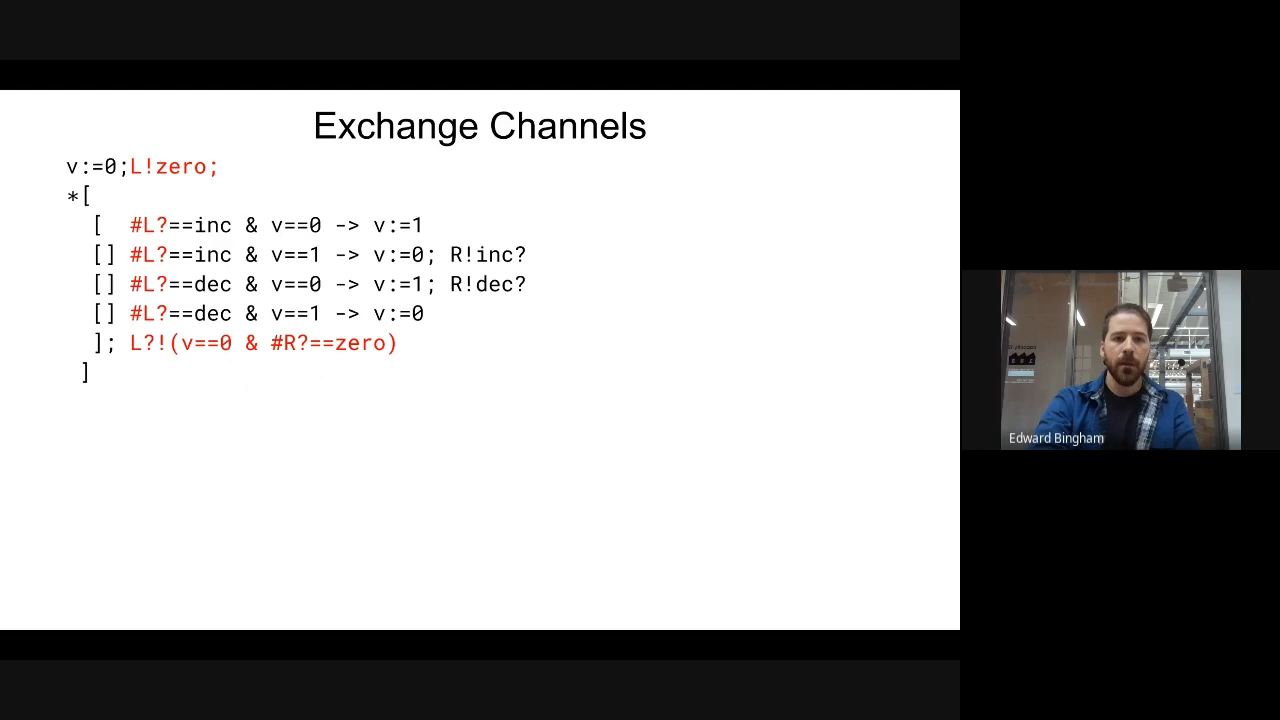 Exchange Channels
v:=0;L!zero;
*[
[ #L?==inc & v==0 -> v:=1
[] #L?==inc & v==1 -> v:=0; R!inc?
[] #L?==dec & v==0 -> v:=1; R!dec?
[] #L?==dec & v==1 -> v:=0
]; L?!(v==0 & #R?==zero)
]
Edward Bingham